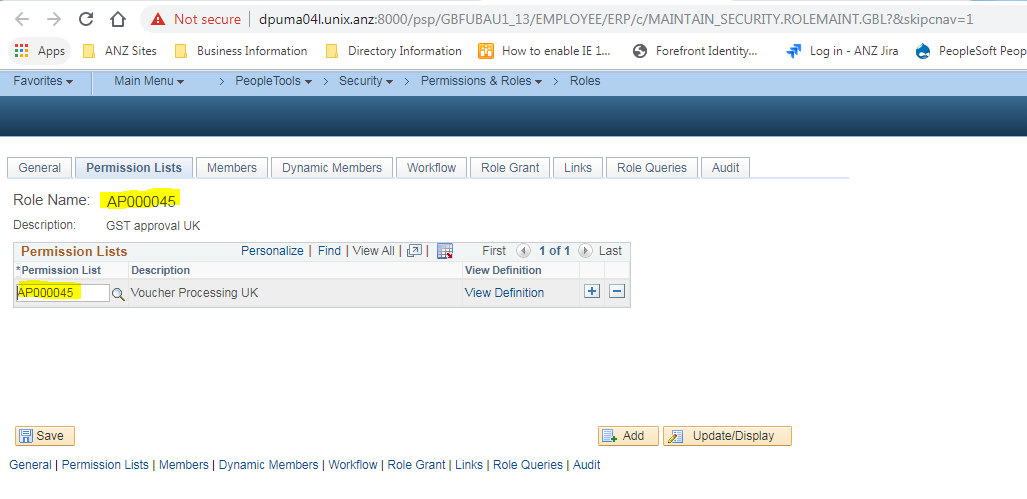 Not secure | dpuma04l.unix.anz:8000/psp/GBFUBAU1_13/EMPLOYEE/ERP/c/MAINTAIN_SECURITY.ROLEMAINT.GBL?&skipcnav=1
Apps ANZ Sites Business Information Directory Information How to enable IE 1... Forefront Identity... Log in - ANZ Jira PeopleSoft Peop
Favorites Main Menu > PeopleTools > Security > Permissions & Roles > Roles
General Permission Lists Members Dynamic Members Workflow Role Grant Links Role Queries Audit
Role Name: AP000045
Description: GST approval UK
Permission Lists Personalize | Find | View All | | First 1 of 1 Last
*Permission List Description View Definition
AP000045 Voucher Processing UK View Definition
Save Add Update/Display
General | Permission Lists | Members | Dynamic Members | Workflow | Role Grant | Links | Role Queries | Audit